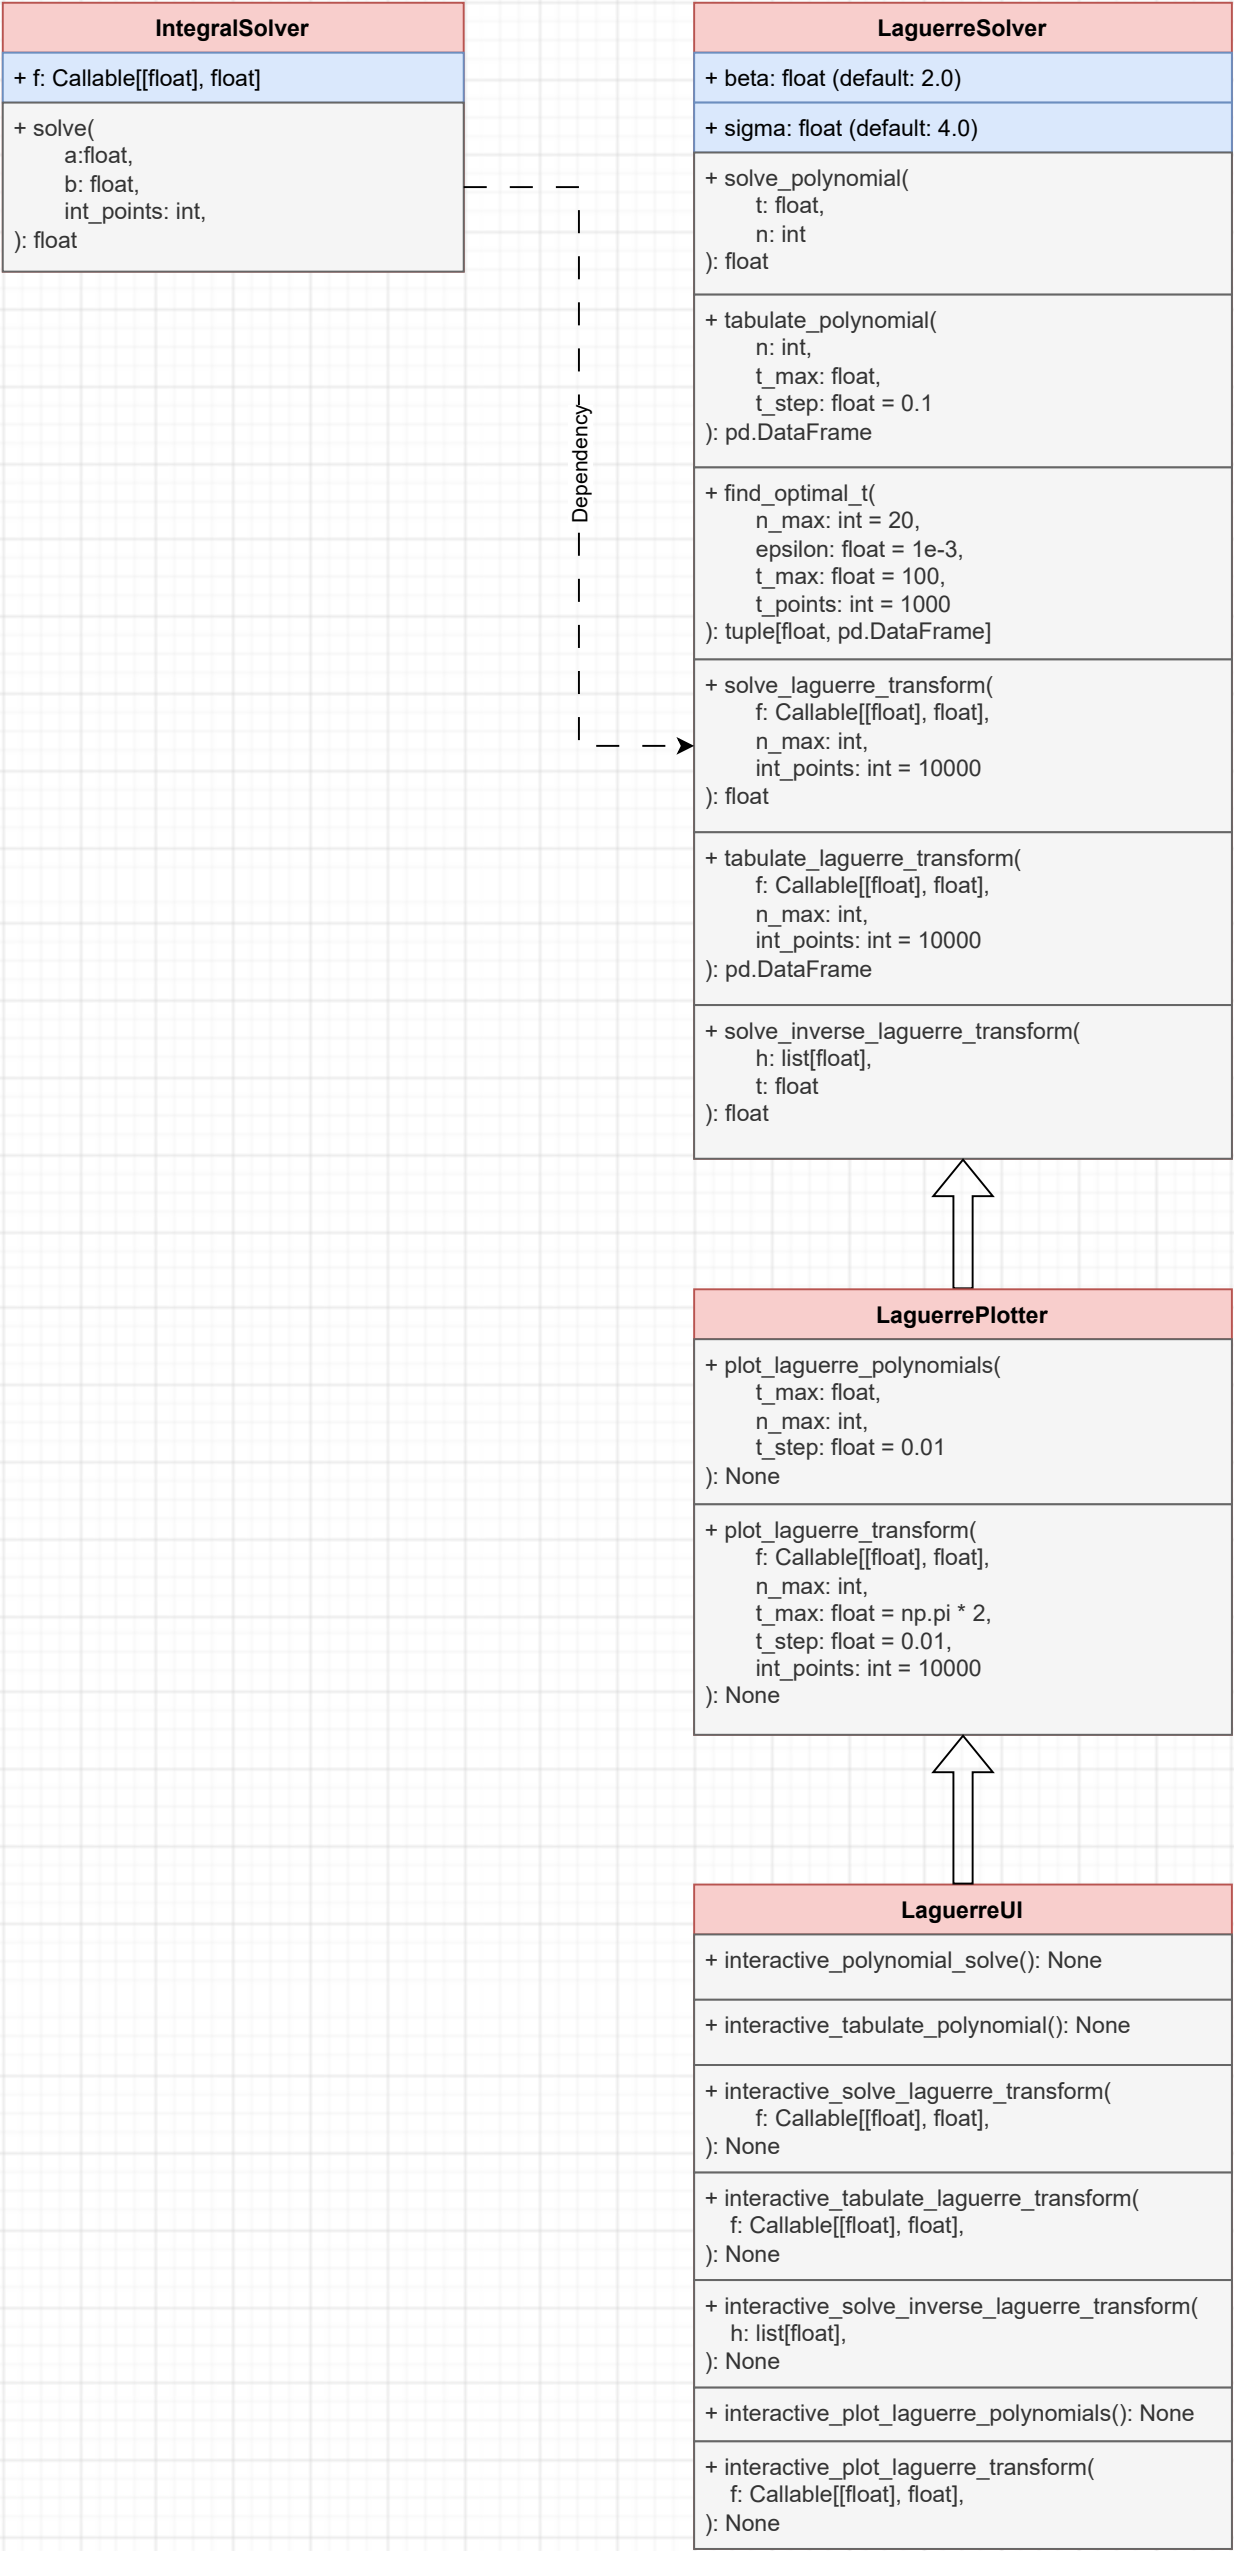 IntegralSolver
+ f: Callable[[float], float]
+ solve(
a:float,
b: float,
int_points: int,
): float
Dependency
LaguerreSolver
+ beta: float (default: 2.0)
+ sigma: float (default: 4.0)
+ solve_polynomial(
t: float,
n: int
): float
+ tabulate_polynomial(
n: int,
t_max: float,
t_step: float = 0.1
): pd.DataFrame
+ find_optimal_t(
n_max: int = 20,
epsilon: float = 1e-3,
t_max: float = 100,
t_points: int = 1000
): tuple[float, pd.DataFrame]
+ solve_laguerre_transform(
f: Callable[[float], float],
n_max: int,
int_points: int = 10000
): float
+ tabulate_laguerre_transform(
f: Callable[[float], float],
n_max: int,
int_points: int = 10000
): pd.DataFrame
+ solve_inverse_laguerre_transform(
h: list[float],
t: float
): float
LaguerrePlotter
+ plot_laguerre_polynomials(
t_max: float,
n_max: int,
t_step: float = 0.01
): None
+ plot_laguerre_transform(
f: Callable[[float], float],
n_max: int,
t_max: float = np.pi * 2,
t_step: float = 0.01,
int_points: int = 10000
): None
LaguerreUI
+ interactive_polynomial_solve(): None
+ interactive_tabulate_polynomial(): None
+ interactive_solve_laguerre_transform(
f: Callable[[float], float],
): None
+ interactive_tabulate_laguerre_transform(
f: Callable[[float], float],
): None
+ interactive_solve_inverse_laguerre_transform(
h: list[float],
): None
+ interactive_plot_laguerre_polynomials(): None
+ interactive_plot_laguerre_transform(
f: Callable[[float], float],
): None